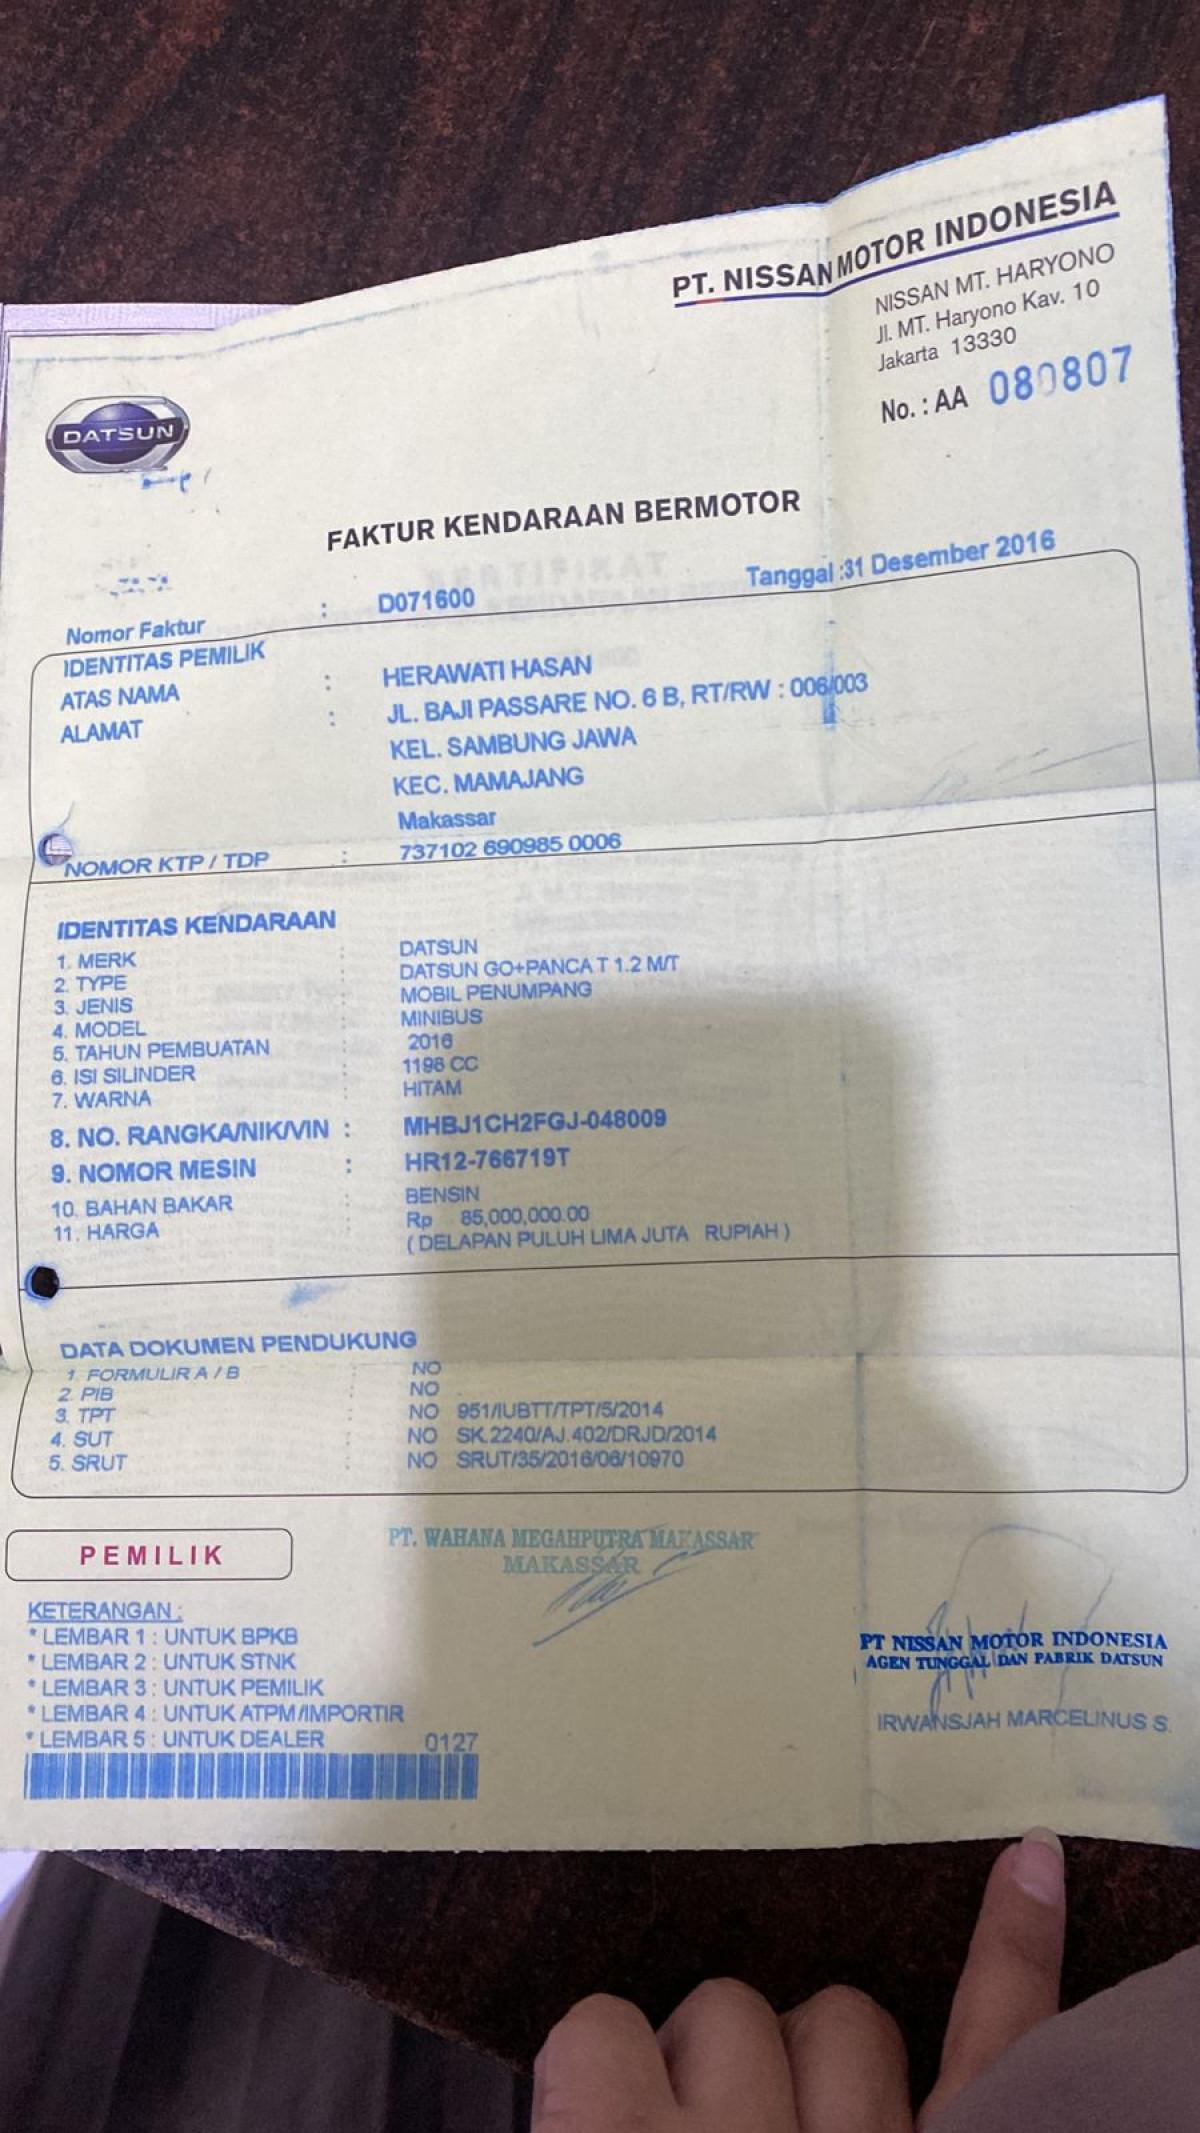 PT. NISSAN MOTOR INDONESIA
NISSAN MT. HARYONO
Jl. MT. Haryono Kav. 10
Jakarta 13330
No. : AA 080807
DATSUN
FAKTUR KENDARAAN BERMOTOR
Nomor Faktur : D071600 Tanggal :31 Desember 2016
IDENTITAS PEMILIK
ATAS NAMA : HERAWATI HASAN
ALAMAT : JL. BAJI PASSARE NO. 6 B, RT/RW : 006/003
KEL. SAMBUNG JAWA
KEC. MAMAJANG
Makassar
NOMOR KTP / TDP : 737102 690985 0006
IDENTITAS KENDARAAN
1. MERK : DATSUN
2. TYPE : DATSUN GO+PANCA T 1.2 M/T
3. JENIS : MOBIL PENUMPANG
4. MODEL : MINIBUS
5. TAHUN PEMBUATAN : 2016
6. ISI SILINDER : 1198 CC
7. WARNA : HITAM
8. NO. RANGKA/NIK/VIN : MHBJ1CH2FGJ-048009
9. NOMOR MESIN : HR12-766719T
10. BAHAN BAKAR : BENSIN
11. HARGA : Rp 85,000,000.00
( DELAPAN PULUH LIMA JUTA RUPIAH )
DATA DOKUMEN PENDUKUNG
1. FORMULIR A / B : NO
2. PIB : NO
3. TPT : NO 951/IUBTT/TPT/5/2014
4. SUT : NO SK.2240/AJ.402/DRJD/2014
5. SRUT : NO SRUT/35/2016/06/10970
PEMILIK
PT. WAHANA MEGAHPUTRA MAKASSAR
MAKASSAR
KETERANGAN :
* LEMBAR 1 : UNTUK BPKB
* LEMBAR 2 : UNTUK STNK
* LEMBAR 3 : UNTUK PEMILIK
* LEMBAR 4 : UNTUK ATPM/IMPORTIR
* LEMBAR 5 : UNTUK DEALER 0127
PT NISSAN MOTOR INDONESIA
AGEN TUNGGAL DAN PABRIK DATSUN
IRWANSJAH MARCELINUS S.